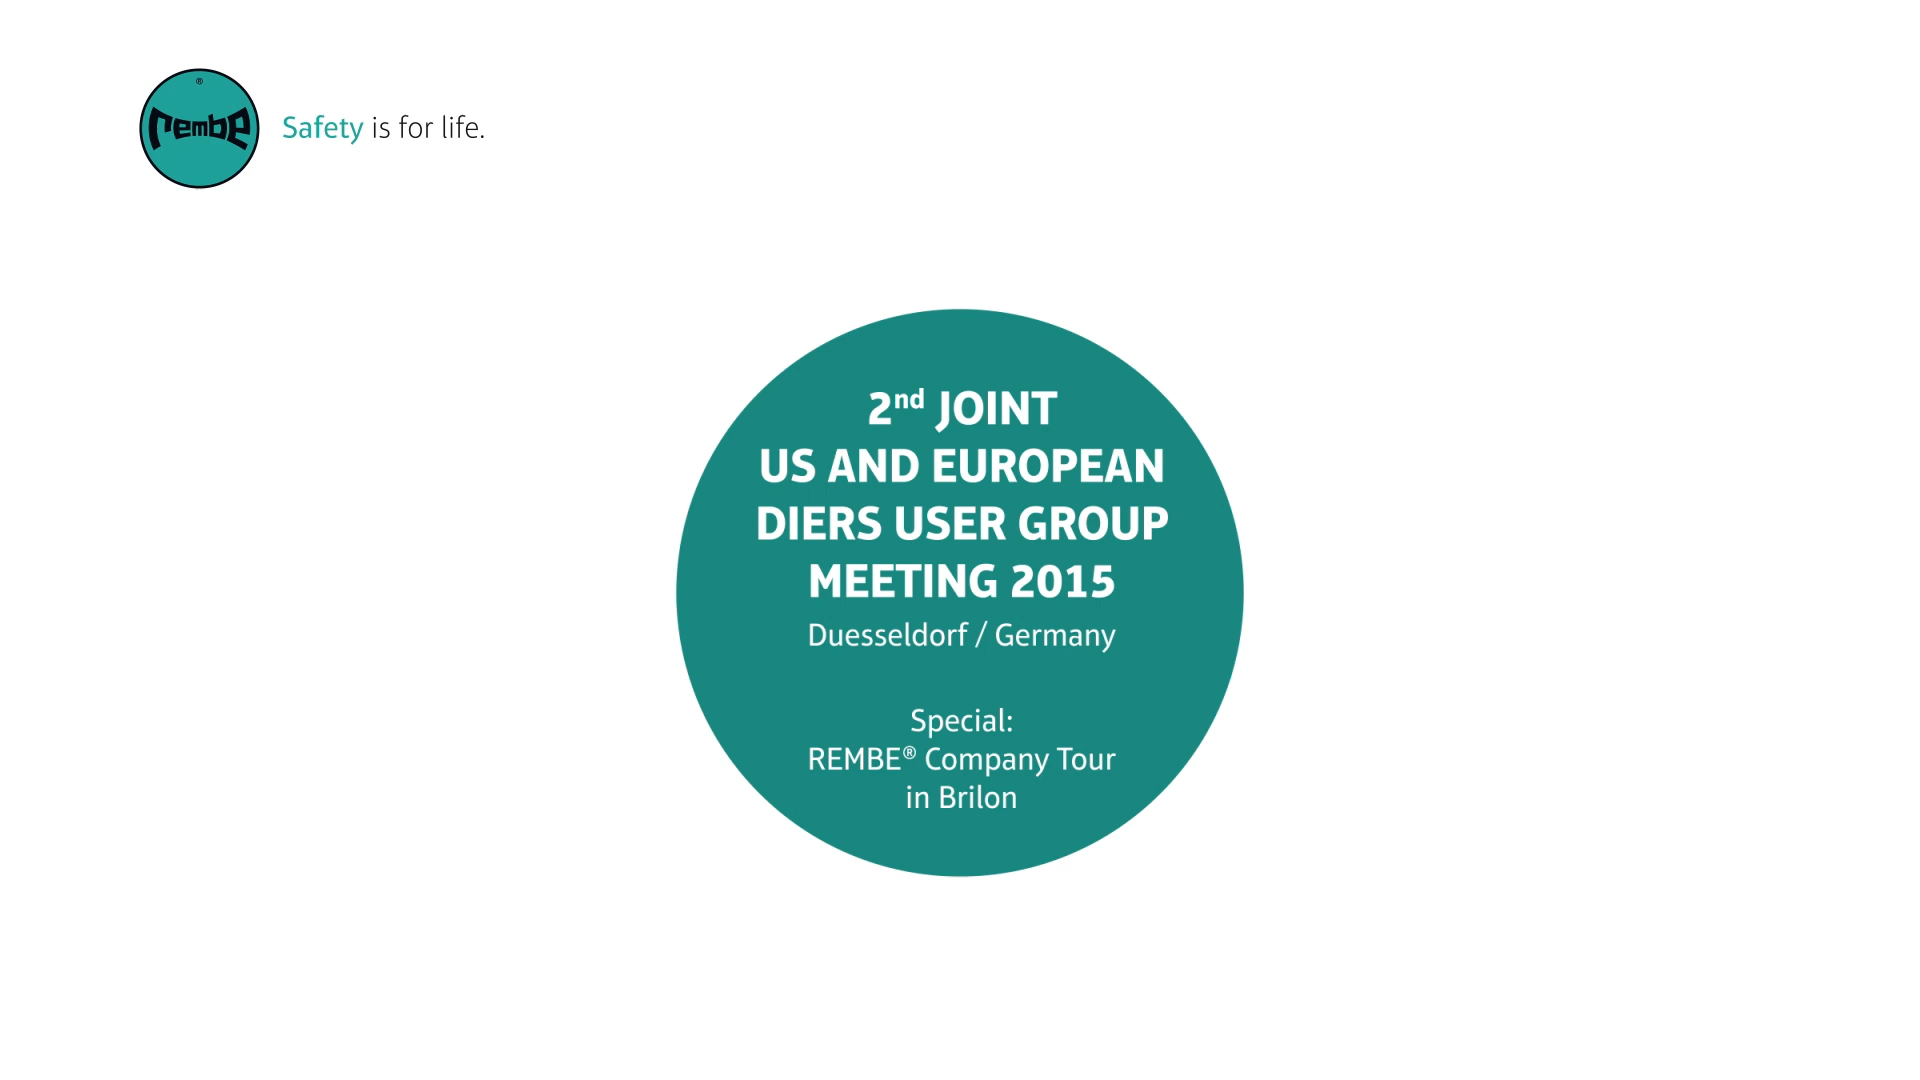 ®
rembe
Safety is for life.
2nd JOINT
US AND EUROPEAN
DIERS USER GROUP
MEETING 2015
Duesseldorf / Germany
Special:
REMBE® Company Tour
in Brilon